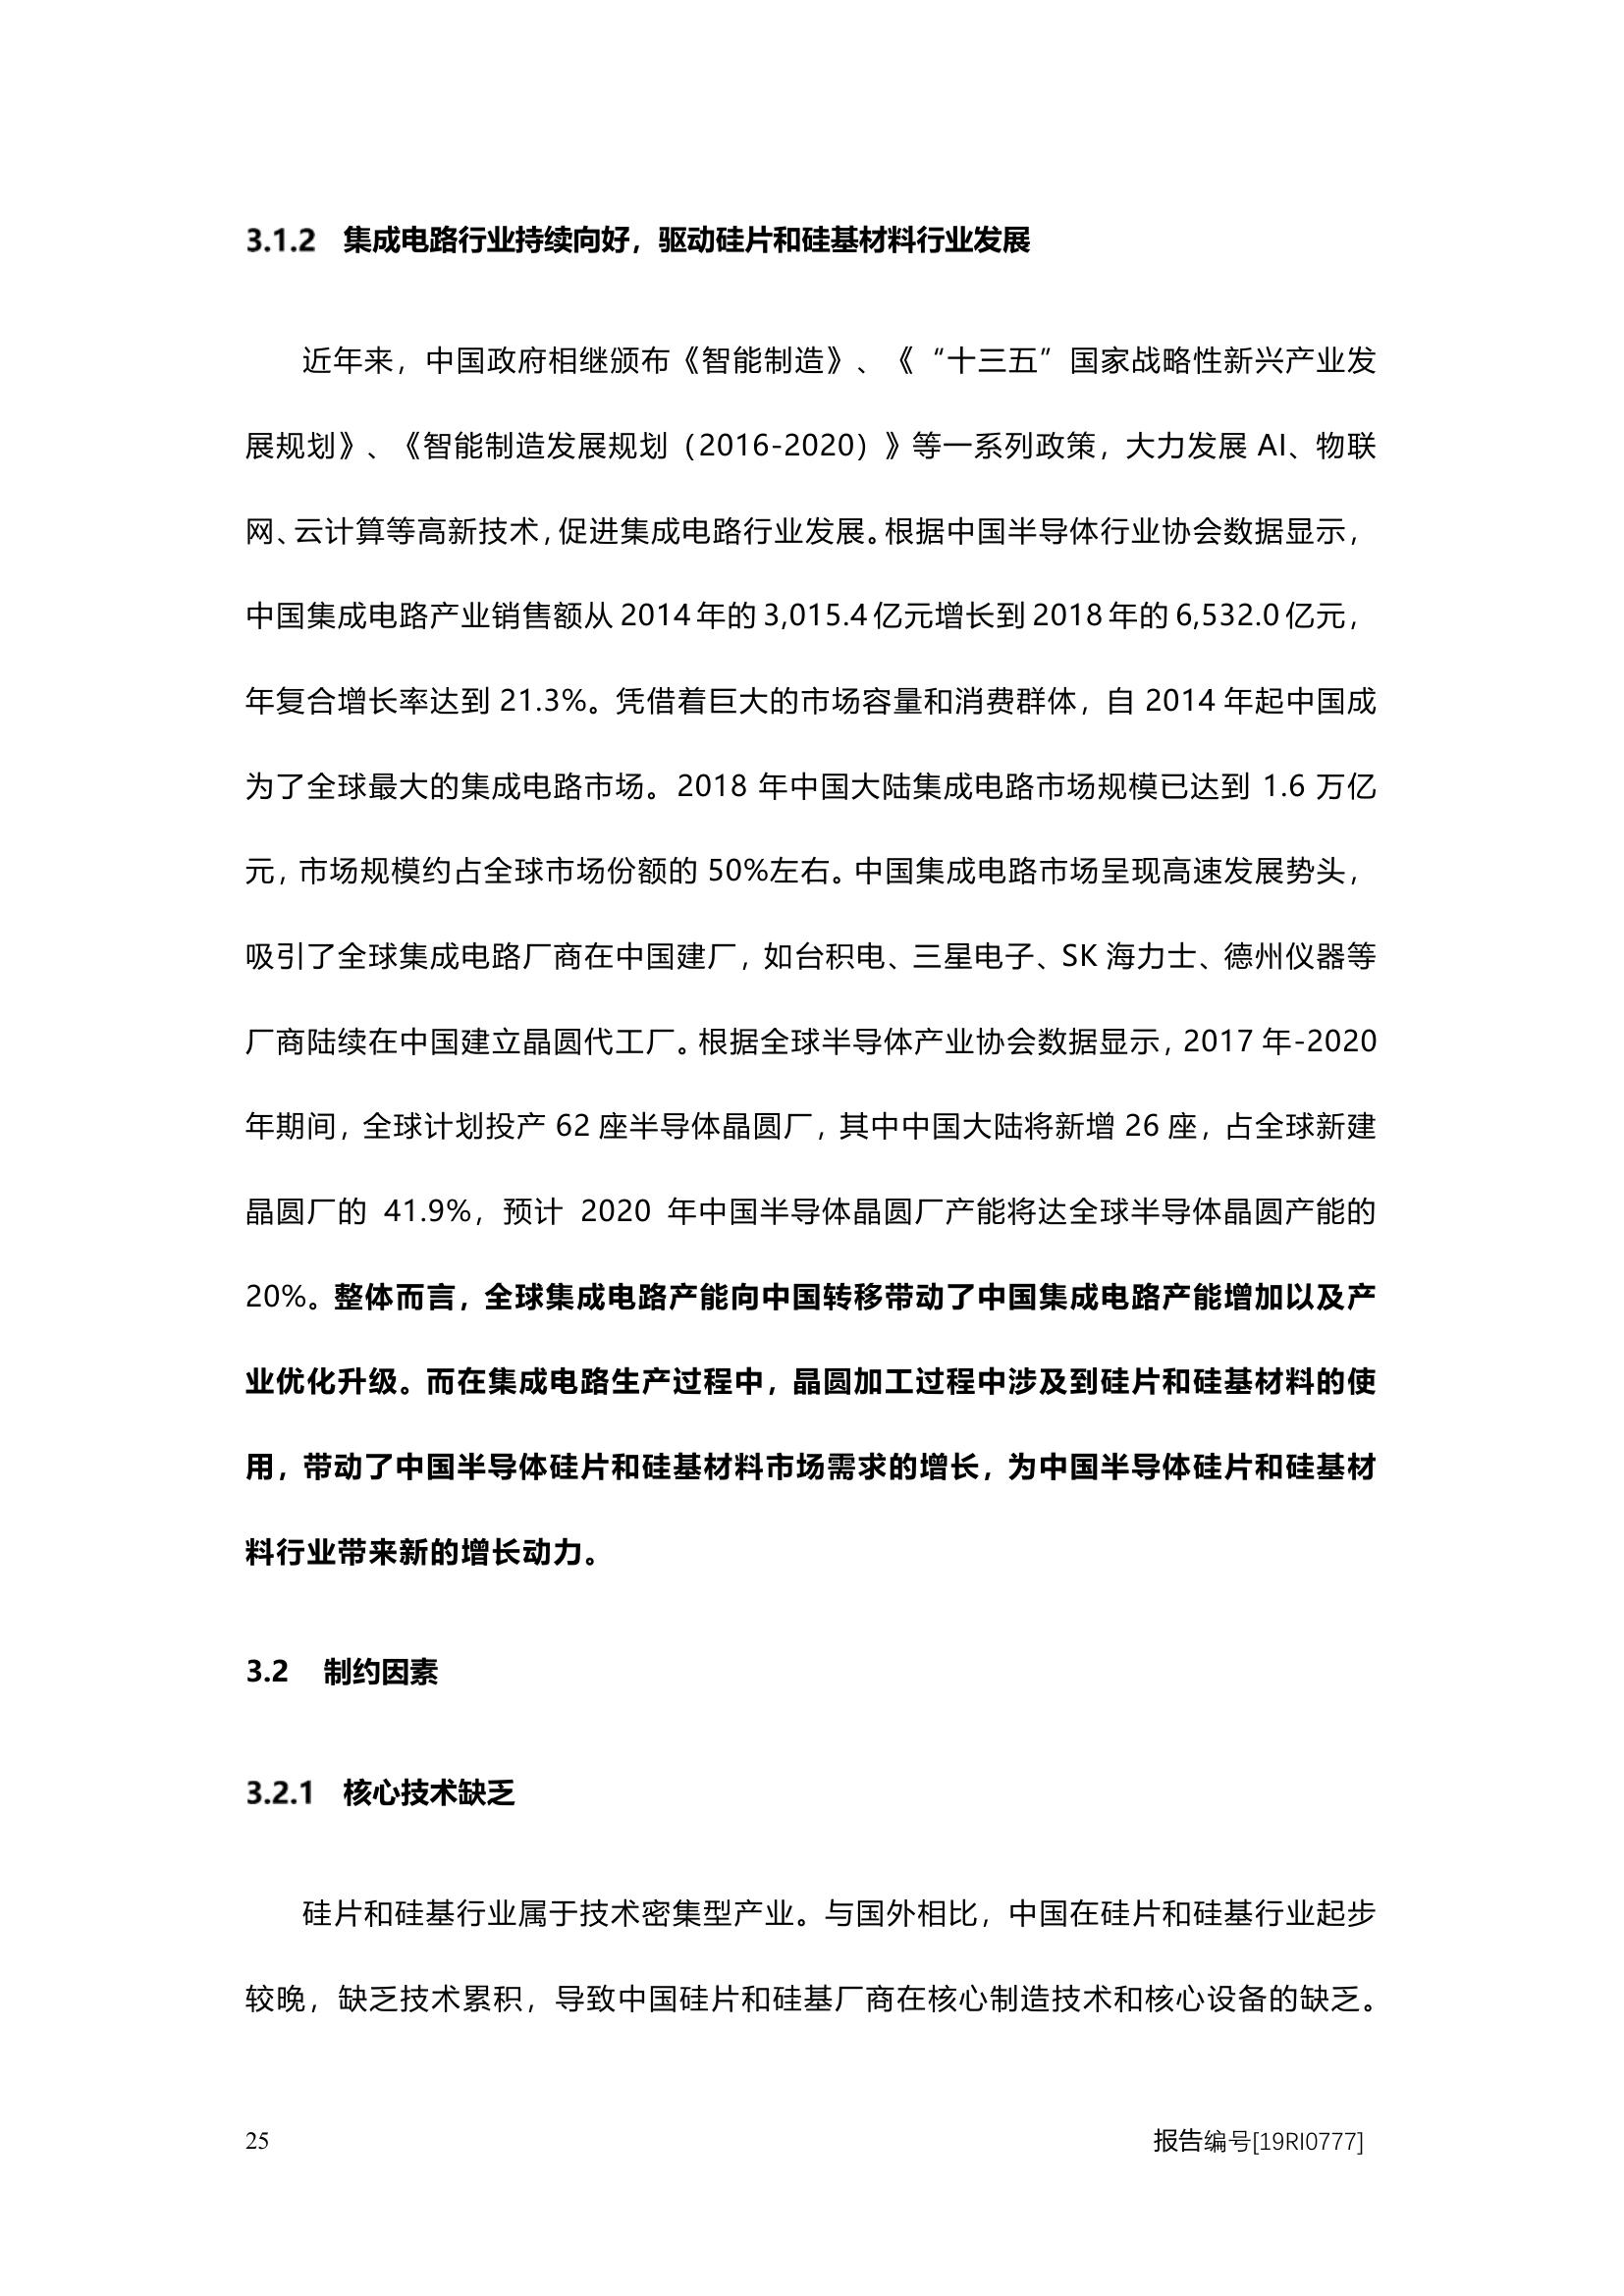 3.1.2 集成电路行业持续向好，驱动硅片和硅基材料行业发展
近年来，中国政府相继颁布《智能制造》、《“十三五”国家战略性新兴产业发
展规划》、《智能制造发展规划（2016-2020）》等一系列政策，大力发展 AI、物联
网、云计算等高新技术，促进集成电路行业发展。根据中国半导体行业协会数据显示，
中国集成电路产业销售额从 2014 年的 3,015.4 亿元增长到 2018 年的 6,532.0 亿元，
年复合增长率达到 21.3%。凭借着巨大的市场容量和消费群体，自 2014 年起中国成
为了全球最大的集成电路市场。2018 年中国大陆集成电路市场规模已达到 1.6 万亿
元，市场规模约占全球市场份额的 50%左右。中国集成电路市场呈现高速发展势头，
吸引了全球集成电路厂商在中国建厂，如台积电、三星电子、SK 海力士、德州仪器等
厂商陆续在中国建立晶圆代工厂。根据全球半导体产业协会数据显示，2017 年-2020
年期间，全球计划投产 62 座半导体晶圆厂，其中中国大陆将新增 26 座，占全球新建
晶圆厂的 41.9%，预计 2020 年中国半导体晶圆厂产能将达全球半导体晶圆产能的
20%。整体而言，全球集成电路产能向中国转移带动了中国集成电路产能增加以及产
业优化升级。而在集成电路生产过程中，晶圆加工过程中涉及到硅片和硅基材料的使
用，带动了中国半导体硅片和硅基材料市场需求的增长，为中国半导体硅片和硅基材
料行业带来新的增长动力。
3.2 制约因素
3.2.1 核心技术缺乏
硅片和硅基行业属于技术密集型产业。与国外相比，中国在硅片和硅基行业起步
较晚，缺乏技术累积，导致中国硅片和硅基厂商在核心制造技术和核心设备的缺乏。
25 报告编号[19RI0777]